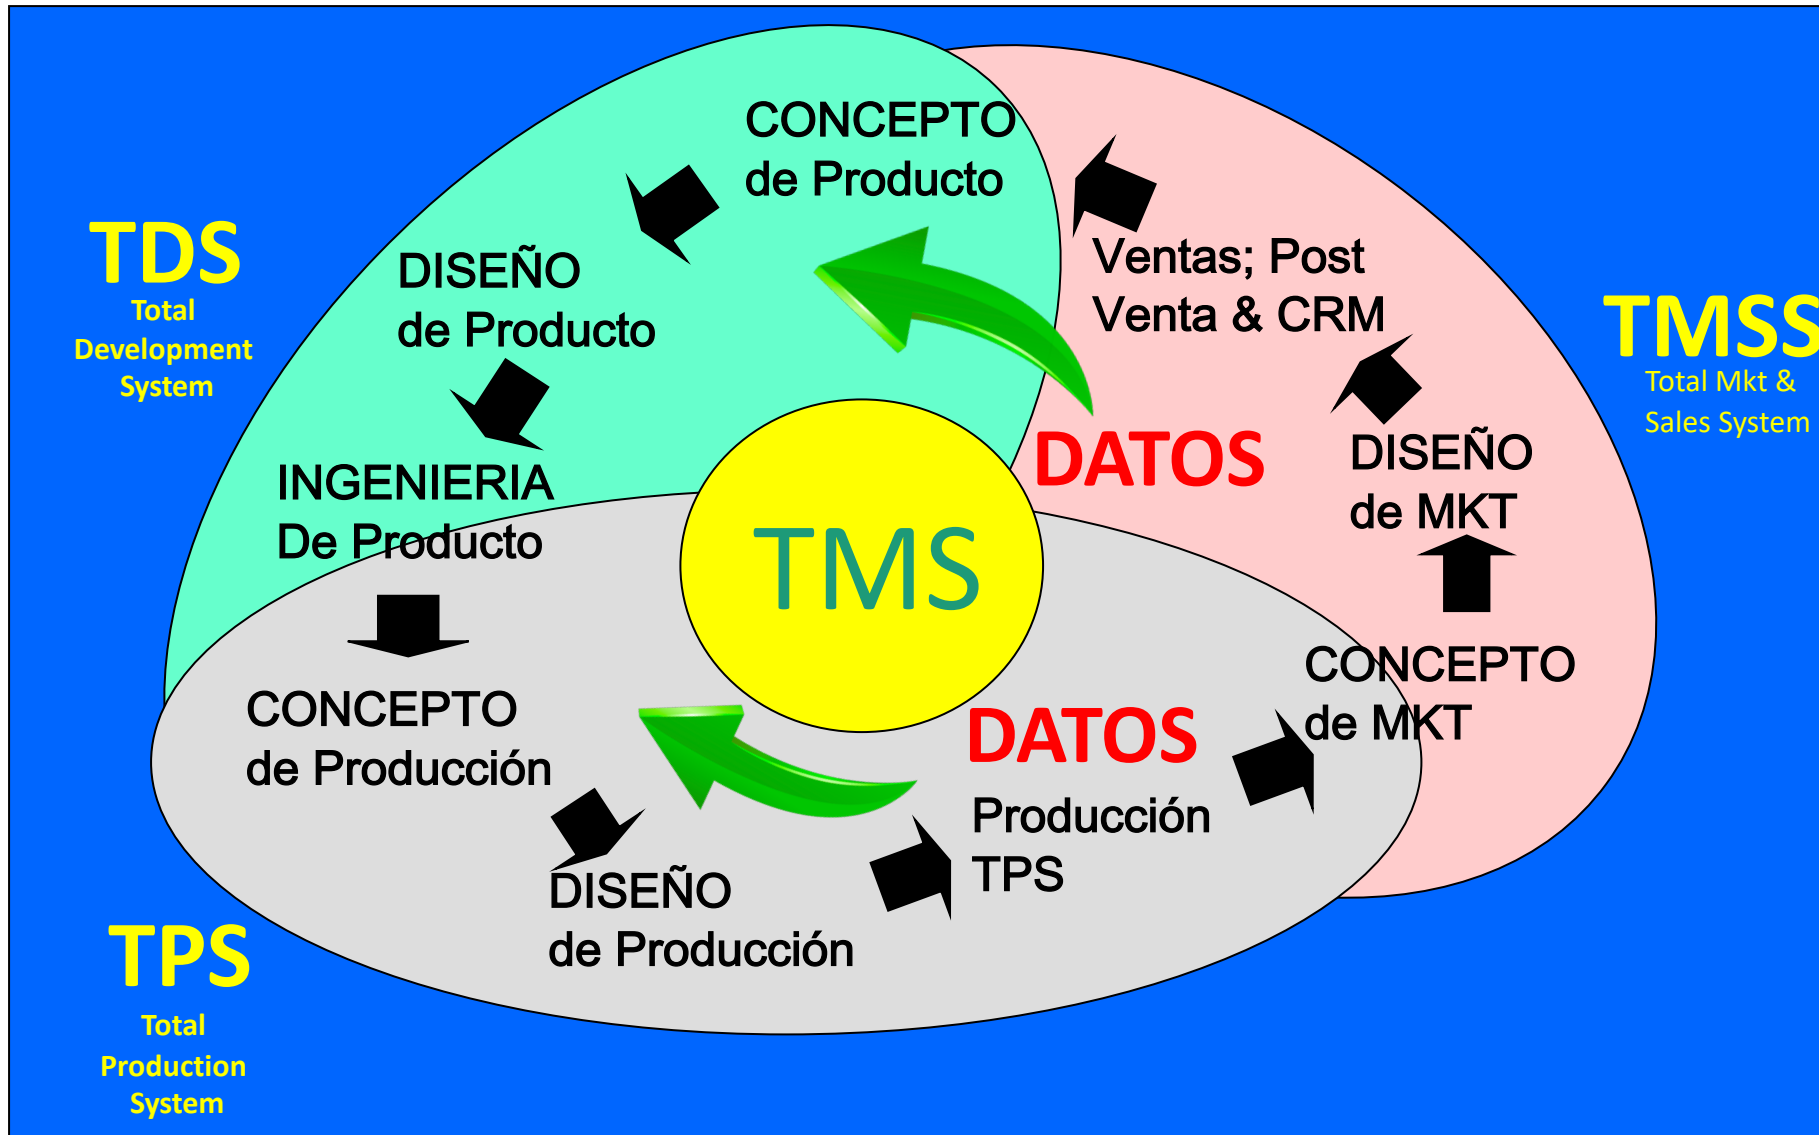 CONCEPTO
de Producto
TDS
Total
Development
System
DISEÑO
de Producto
Ventas; Post
Venta & CRM
TMSS
Total Mkt &
Sales System
DATOS
DISEÑO
de MKT
INGENIERIA
De Producto
TMS
CONCEPTO
de MKT
CONCEPTO
de Producción
DATOS
Producción
TPS
DISEÑO
de Producción
TPS
Total
Production
System